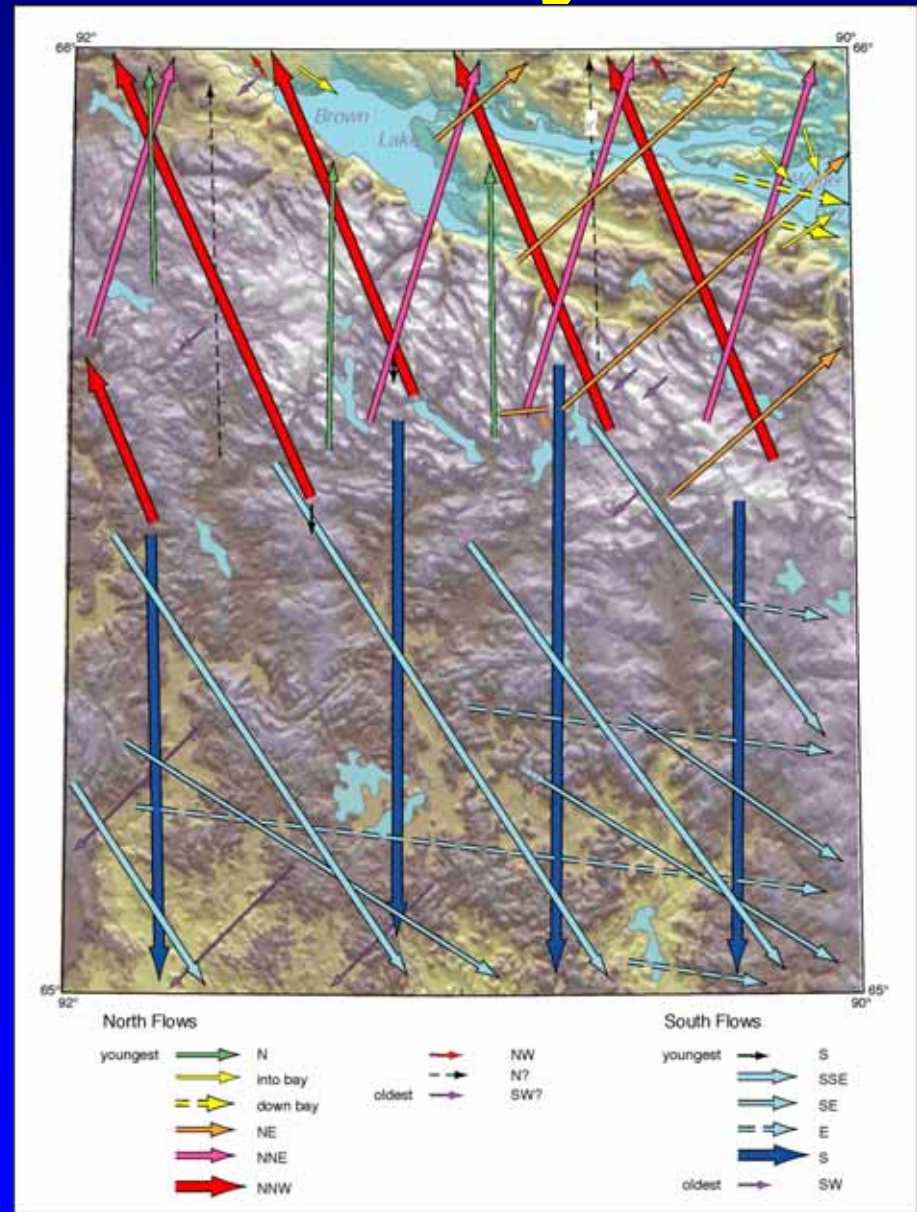 92° 90°
66° 66°
Brown
Lake
65° 65°
92° 90°
North Flows
youngest N
into bay
down bay
NE
NNE
NNW
NW
N?
oldest SW?
South Flows
youngest S
SSE
SE
E
S
oldest SW